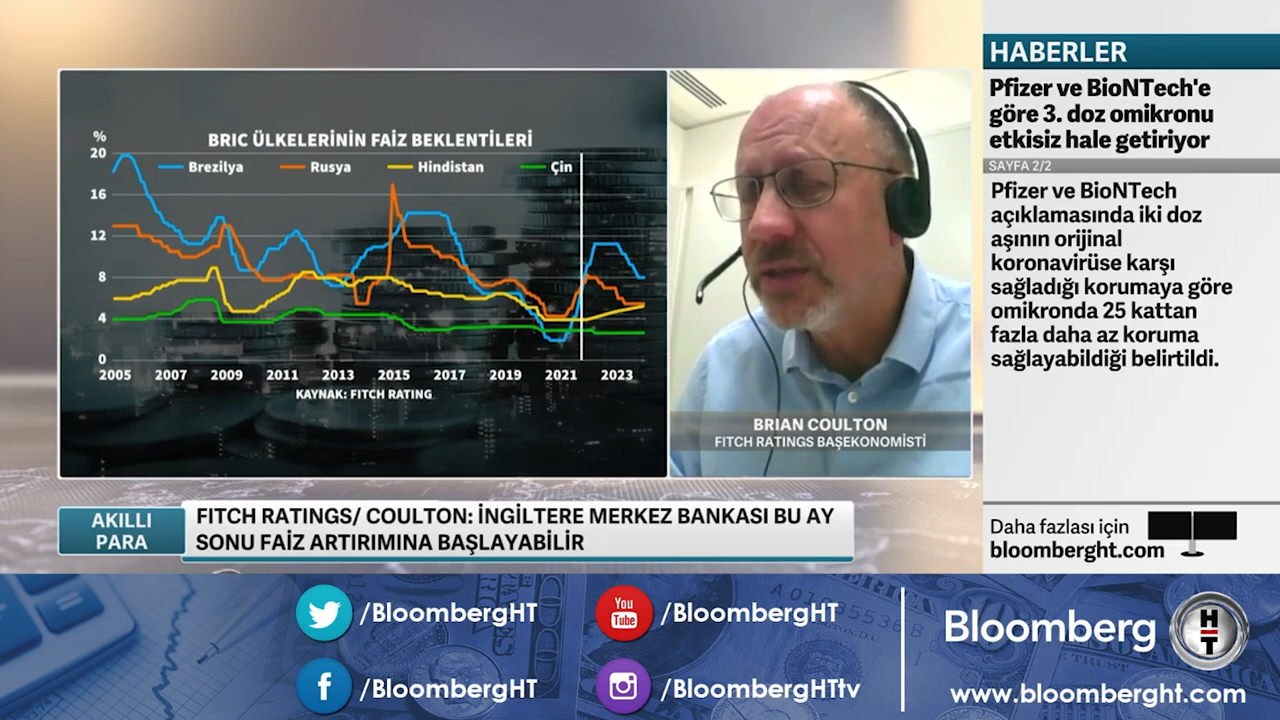 BRIC ÜLKELERİNİN FAİZ BEKLENTİLERİ
%
20
16
12
8
4
0
Brezilya
Rusya
Hindistan
Çin
2005 2007 2009 2011 2013 2015 2017 2019 2021 2023
KAYNAK: FITCH RATING
BRIAN COULTON
FITCH RATINGS BAŞEKONOMİSTİ
HABERLER
Pfizer ve BioNTech'e
göre 3. doz omikronu
etkisiz hale getiriyor
SAYFA 2/2
Pfizer ve BioNTech
açıklamasında iki doz
aşının orijinal
koronavirüse karşı
sağladığı korumaya göre
omikronda 25 kattan
fazla daha az koruma
sağlayabildiği belirtildi.
Daha fazlası için
bloomberght.com
AKILLI
PARA
FITCH RATINGS/ COULTON: İNGİLTERE MERKEZ BANKASI BU AY
SONU FAİZ ARTIRIMINA BAŞLAYABİLİR
/BloombergHT
You
Tube
/BloombergHT
/BloombergHT
/BloombergHTtv
Bloomberg
H
T
www.bloomberght.com